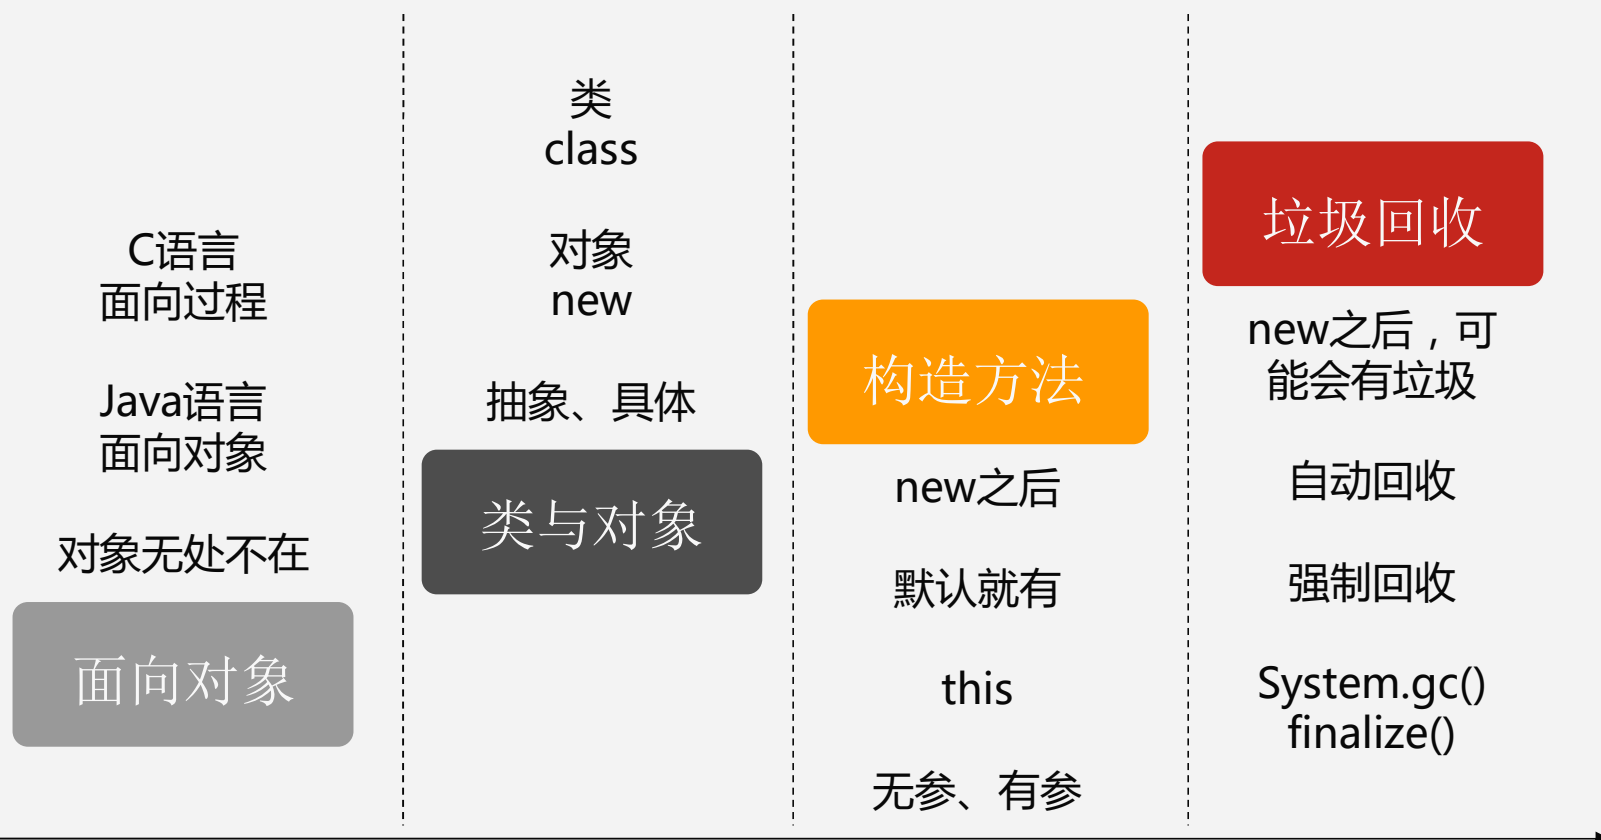 C语言
面向过程
Java语言
面向对象
对象无处不在
面向对象
类
class
对象
new
抽象、具体
类与对象
构造方法
new之后
默认就有
this
无参、有参
垃圾回收
new之后，可
能会有垃圾
自动回收
强制回收
System.gc()
finalize()